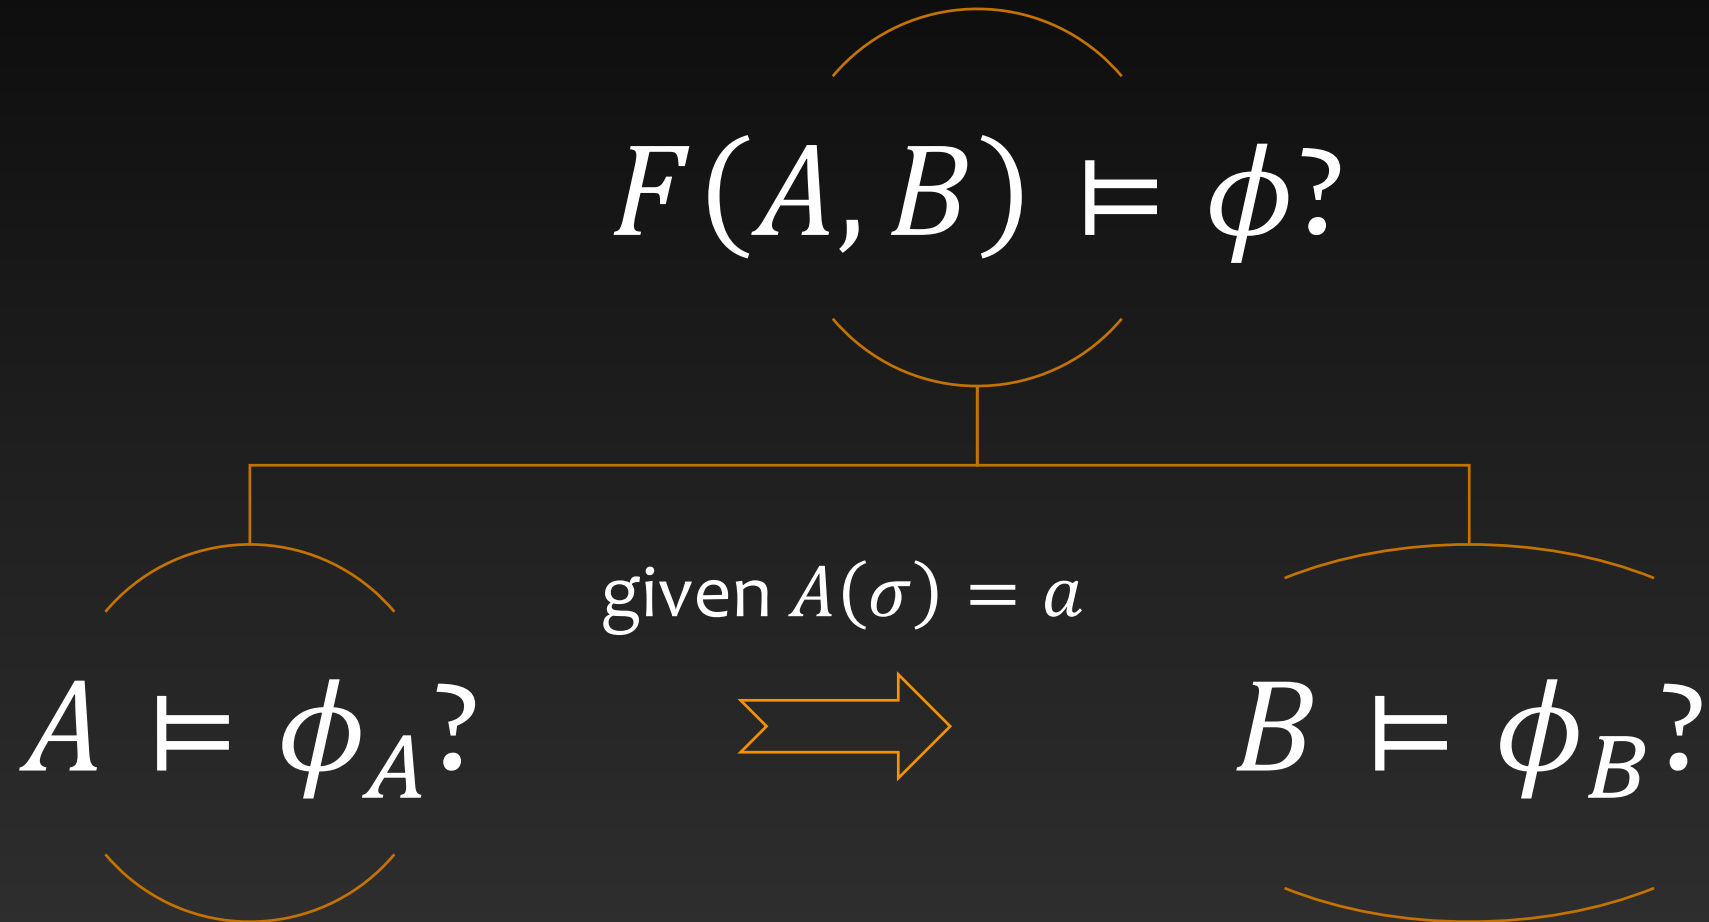 F(A, B) ⊨ ϕ?
given A(σ) = a
A ⊨ ϕ_A?
B ⊨ ϕ_B?